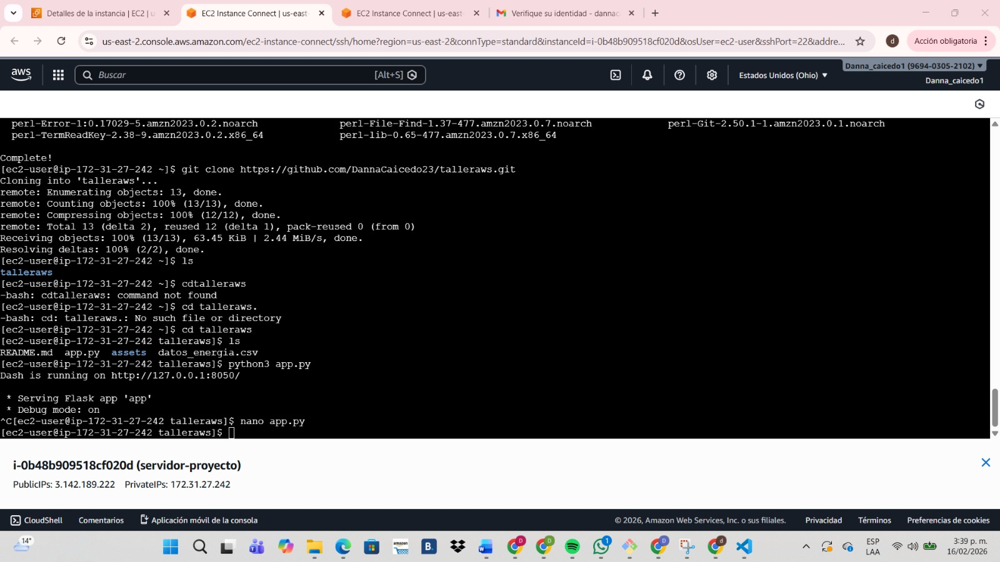 Detalles de la instancia | EC2 | u
EC2 Instance Connect | us-east-
EC2 Instance Connect | us-east-
Verifique su identidad - dannac
us-east-2.console.aws.amazon.com/ec2-instance-connect/ssh/home?region=us-east-2&connType=standard&instanceId=i-0b48b909518cf020d&osUser=ec2-user&sshPort=22&addre...
d
Acción obligatoria
aws
Buscar
[Alt+S]
Estados Unidos (Ohio)
Danna_caicedo1 (9694-0305-2102)
Danna_caicedo1
perl-Error-1:0.17029-5.amzn2023.0.2.noarch perl-File-Find-1.37-477.amzn2023.0.7.noarch perl-Git-2.50.1-1.amzn2023.0.1.noarch
perl-TermReadKey-2.38-9.amzn2023.0.2.x86_64 perl-lib-0.65-477.amzn2023.0.7.x86_64
Complete!
[ec2-user@ip-172-31-27-242 ~]$ git clone https://github.com/DannaCaicedo23/talleraws.git
Cloning into 'talleraws'...
remote: Enumerating objects: 13, done.
remote: Counting objects: 100% (13/13), done.
remote: Compressing objects: 100% (12/12), done.
remote: Total 13 (delta 2), reused 12 (delta 1), pack-reused 0 (from 0)
Receiving objects: 100% (13/13), 63.45 KiB | 2.44 MiB/s, done.
Resolving deltas: 100% (2/2), done.
[ec2-user@ip-172-31-27-242 ~]$ ls
talleraws
[ec2-user@ip-172-31-27-242 ~]$ cdtalleraws
-bash: cdtalleraws: command not found
[ec2-user@ip-172-31-27-242 ~]$ cd talleraws.
-bash: cd: talleraws.: No such file or directory
[ec2-user@ip-172-31-27-242 ~]$ cd talleraws
[ec2-user@ip-172-31-27-242 talleraws]$ ls
README.md app.py assets datos_energia.csv
[ec2-user@ip-172-31-27-242 talleraws]$ python3 app.py
Dash is running on http://127.0.0.1:8050/
* Serving Flask app 'app'
* Debug mode: on
^C[ec2-user@ip-172-31-27-242 talleraws]$ nano app.py
[ec2-user@ip-172-31-27-242 talleraws]$
i-0b48b909518cf020d (servidor-proyecto)
PublicIPs: 3.142.189.222 PrivateIPs: 172.31.27.242
CloudShell Comentarios Aplicación móvil de la consola © 2026, Amazon Web Services, Inc. o sus filiales. Privacidad Términos Preferencias de cookies
14°
amazon
B.
D
D
1
D
d
ESP
LAA
3:39 p. m.
16/02/2026